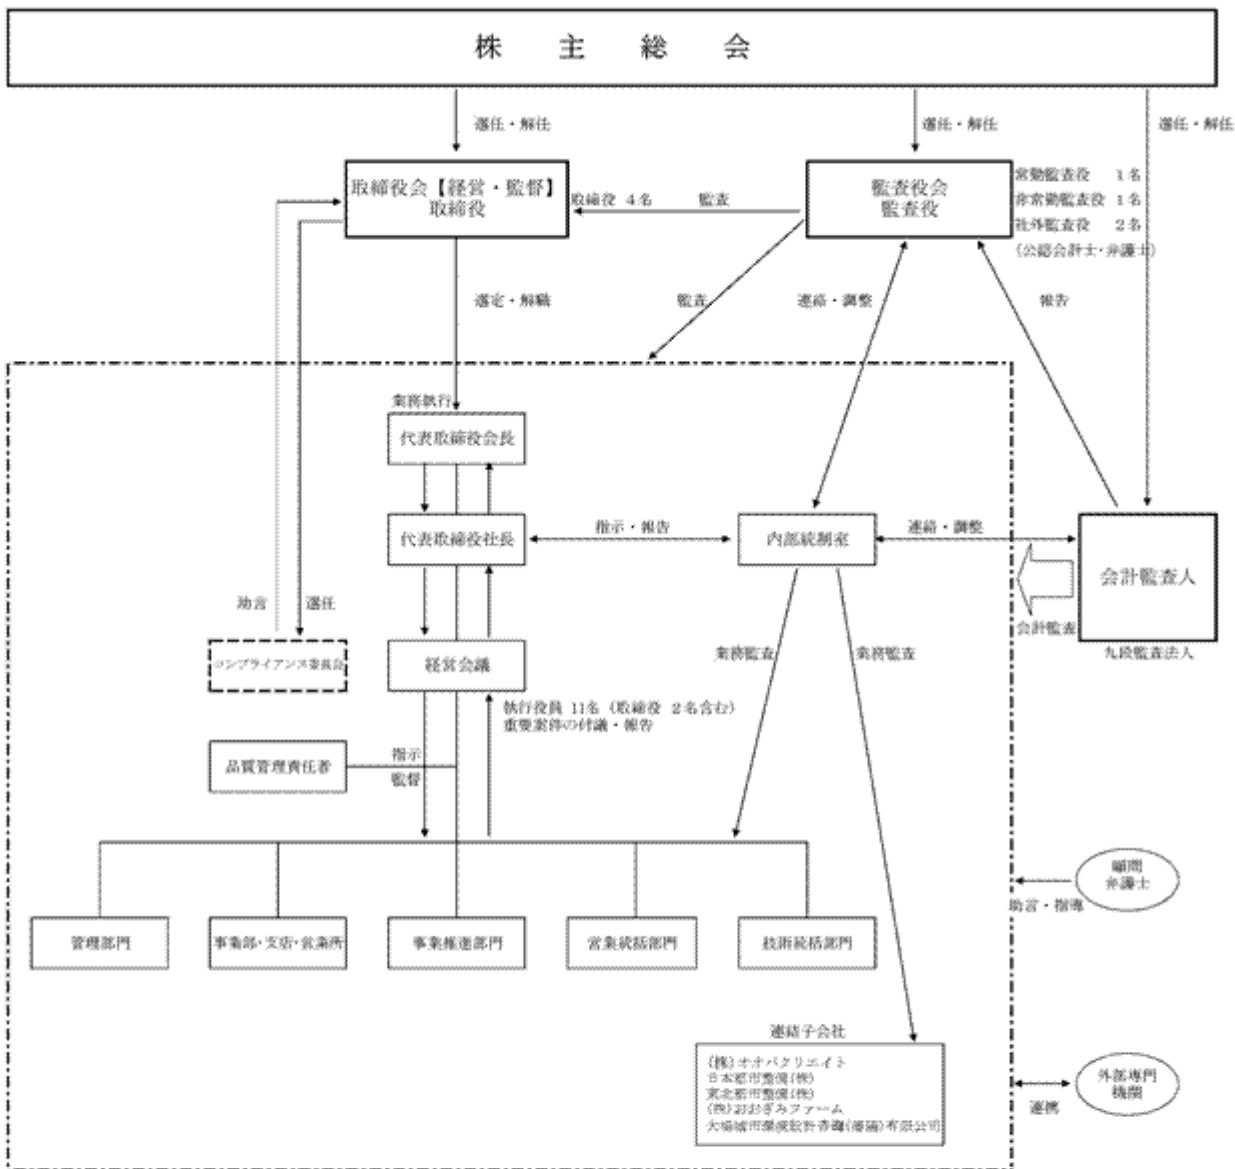 株主総会
選任・解任
選任・解任
選任・解任
取締役会【経営・監督】
取締役
取締役 4名
監査
監査役会
監査役
常勤監査役 1名
非常勤監査役 1名
社外監査役 2名
(公認会計士・弁護士)
選定・解職
監査
連絡・調整
報告
業務執行
代表取締役会長
代表取締役社長
指示・報告
内部統制室
連絡・調整
会計監査人
会計監査
九段監査法人
助言
選任
コンプライアンス委員会
経営会議
業務監査
業務監査
執行役員 11名(取締役 2名含む)
重要案件の付議・報告
品質管理責任者
指示
監督
顧問
弁護士
助言・指導
管理部門
事業部・支店・営業所
事業推進部門
営業統括部門
技術統括部門
連結子会社
(株)オオバクリエイト
日本都市整備(株)
東北都市整備(株)
(株)おおぎみファーム
有限公司
外部専門
機関
連携